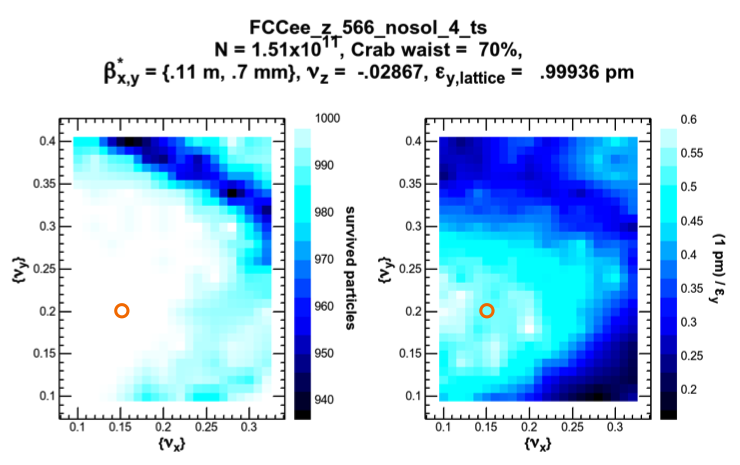 FCCee_z_566_nosol_4_ts
N = 1.51x10¹¹, Crab waist = 70%,
β*x,y = {.11 m, .7 mm}, νz = -.02867, εy,lattice = .99936 pm
0.4
0.35
0.3
0.25
0.2
0.15
0.1
{νy}
0.1 0.15 0.2 0.25 0.3
{νx}
1000
990
980
970
960
950
940
survived particles
0.4
0.35
0.3
0.25
0.2
0.15
0.1
{νy}
0.1 0.15 0.2 0.25 0.3
{νx}
0.6
0.55
0.5
0.45
0.4
0.35
0.3
0.25
0.2
(1 pm) / εy